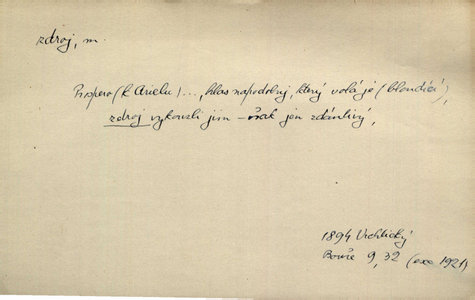 zdroj, m.
Prospero (k Arielu) ..., hlas napodobuj, který volá je (bloudící),
zdroj vykouzli jim – však jen zdánlivý,
1894 Vrchlický
Bouře 9, 32 (exc 1921)